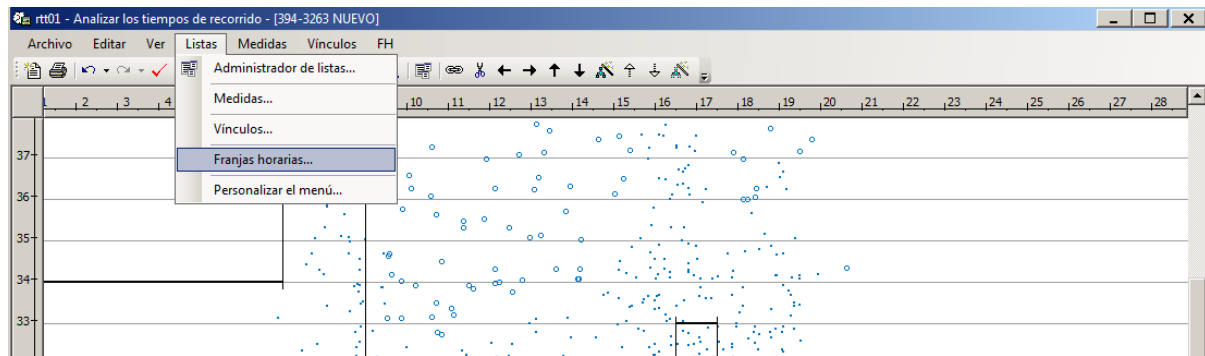 rtt01 - Analizar los tiempos de recorrido - [394-3263 NUEVO]
Archivo Editar Ver Listas Medidas Vínculos FH
Administrador de listas...
Medidas...
Vínculos...
Franjas horarias...
Personalizar el menú...
1 2 3 4 10 11 12 13 14 15 16 17 18 19 20 21 22 23 24 25 26 27 28
37
36
35
34
33